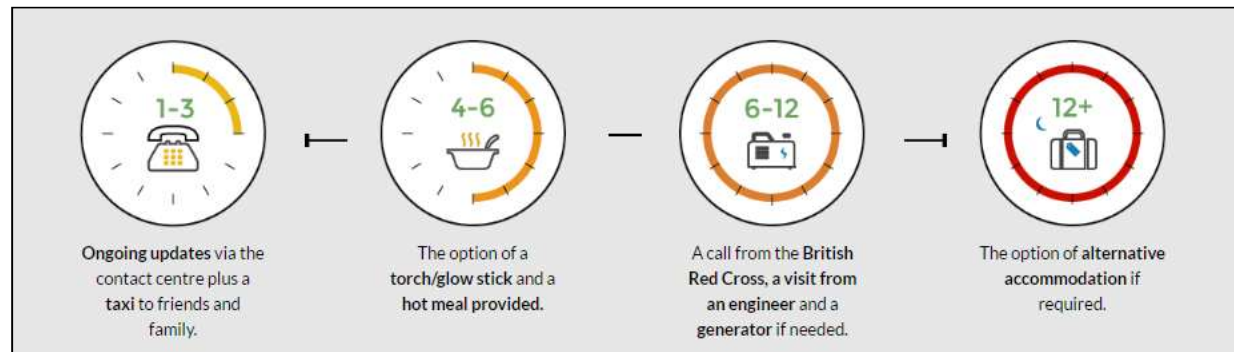 1-3
Ongoing updates via the
contact centre plus a
taxi to friends and
family.
4-6
The option of a
torch/glow stick and a
hot meal provided.
6-12
A call from the British
Red Cross, a visit from
an engineer and a
generator if needed.
12+
The option of alternative
accommodation if
required.